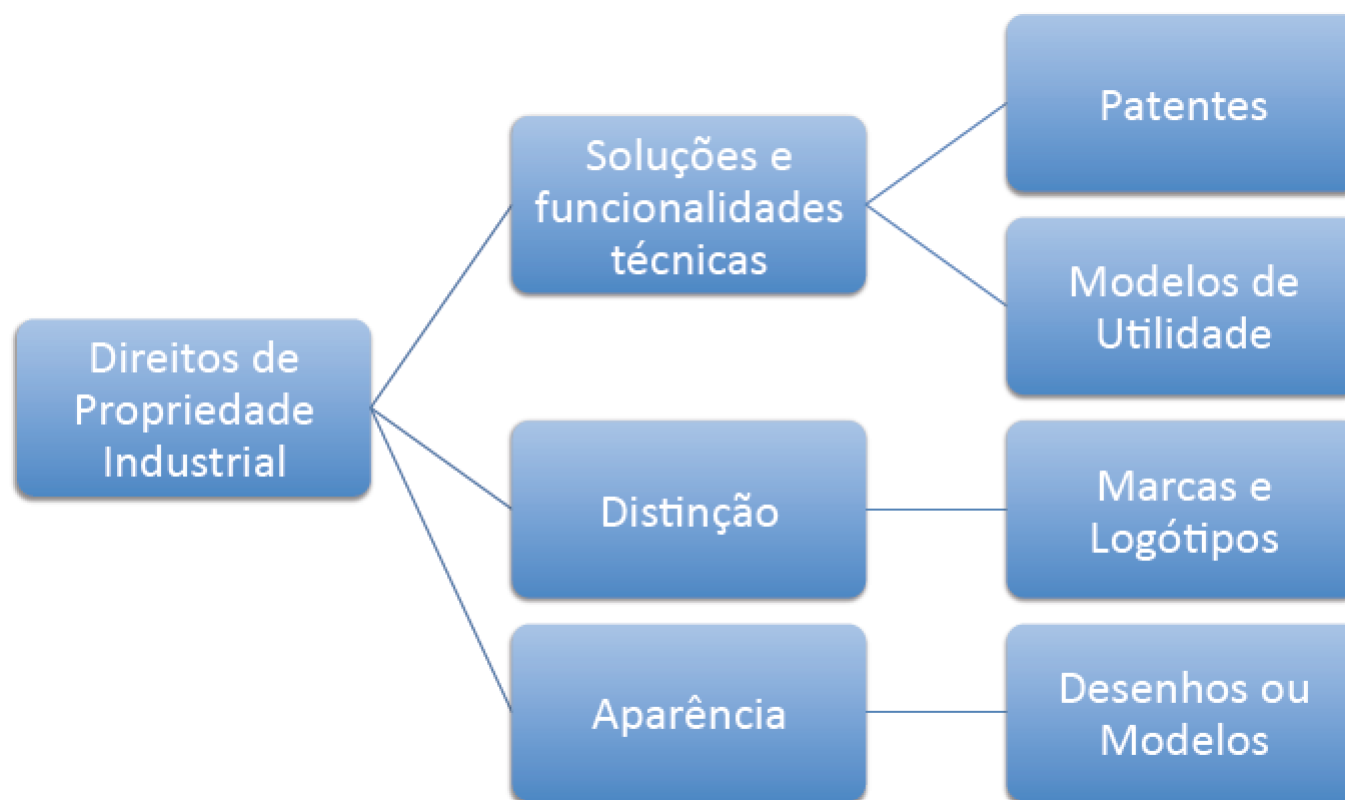 Direitos de
Propriedade
Industrial
Soluções e
funcionalidades
técnicas
Patentes
Modelos de
Utilidade
Distinção
Marcas e
Logótipos
Aparência
Desenhos ou
Modelos